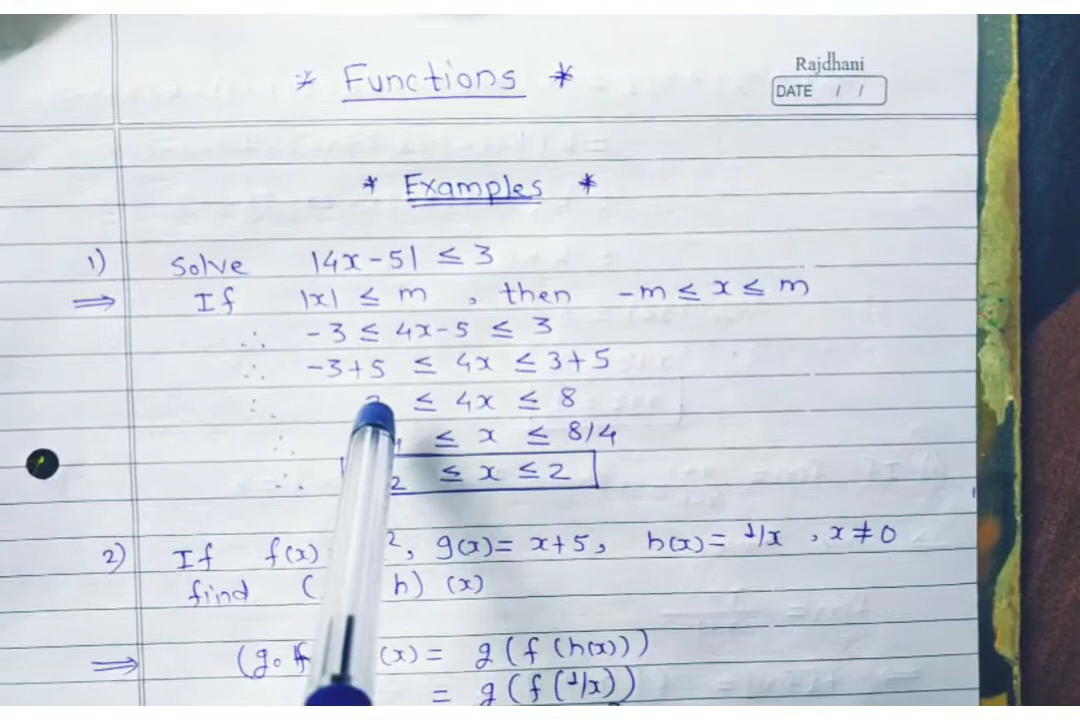 * Functions *
Rajdhani
DATE / /
* Examples *
1) Solve |4x-5| ≤ 3
⇒ If |x| ≤ m , then -m ≤ x ≤ m
∴ -3 ≤ 4x-5 ≤ 3
∴ -3+5 ≤ 4x ≤ 3+5
∴ ≤ 4x ≤ 8
∴ ≤ x ≤ 8/4
∴ 2 ≤ x ≤ 2
2) If f(x) 2, g(x)= x+5, h(x)= 1/x , x≠0
find ( h) (x)
⇒ (go f (x) = g(f(h(x)))
= g(f(1/x))